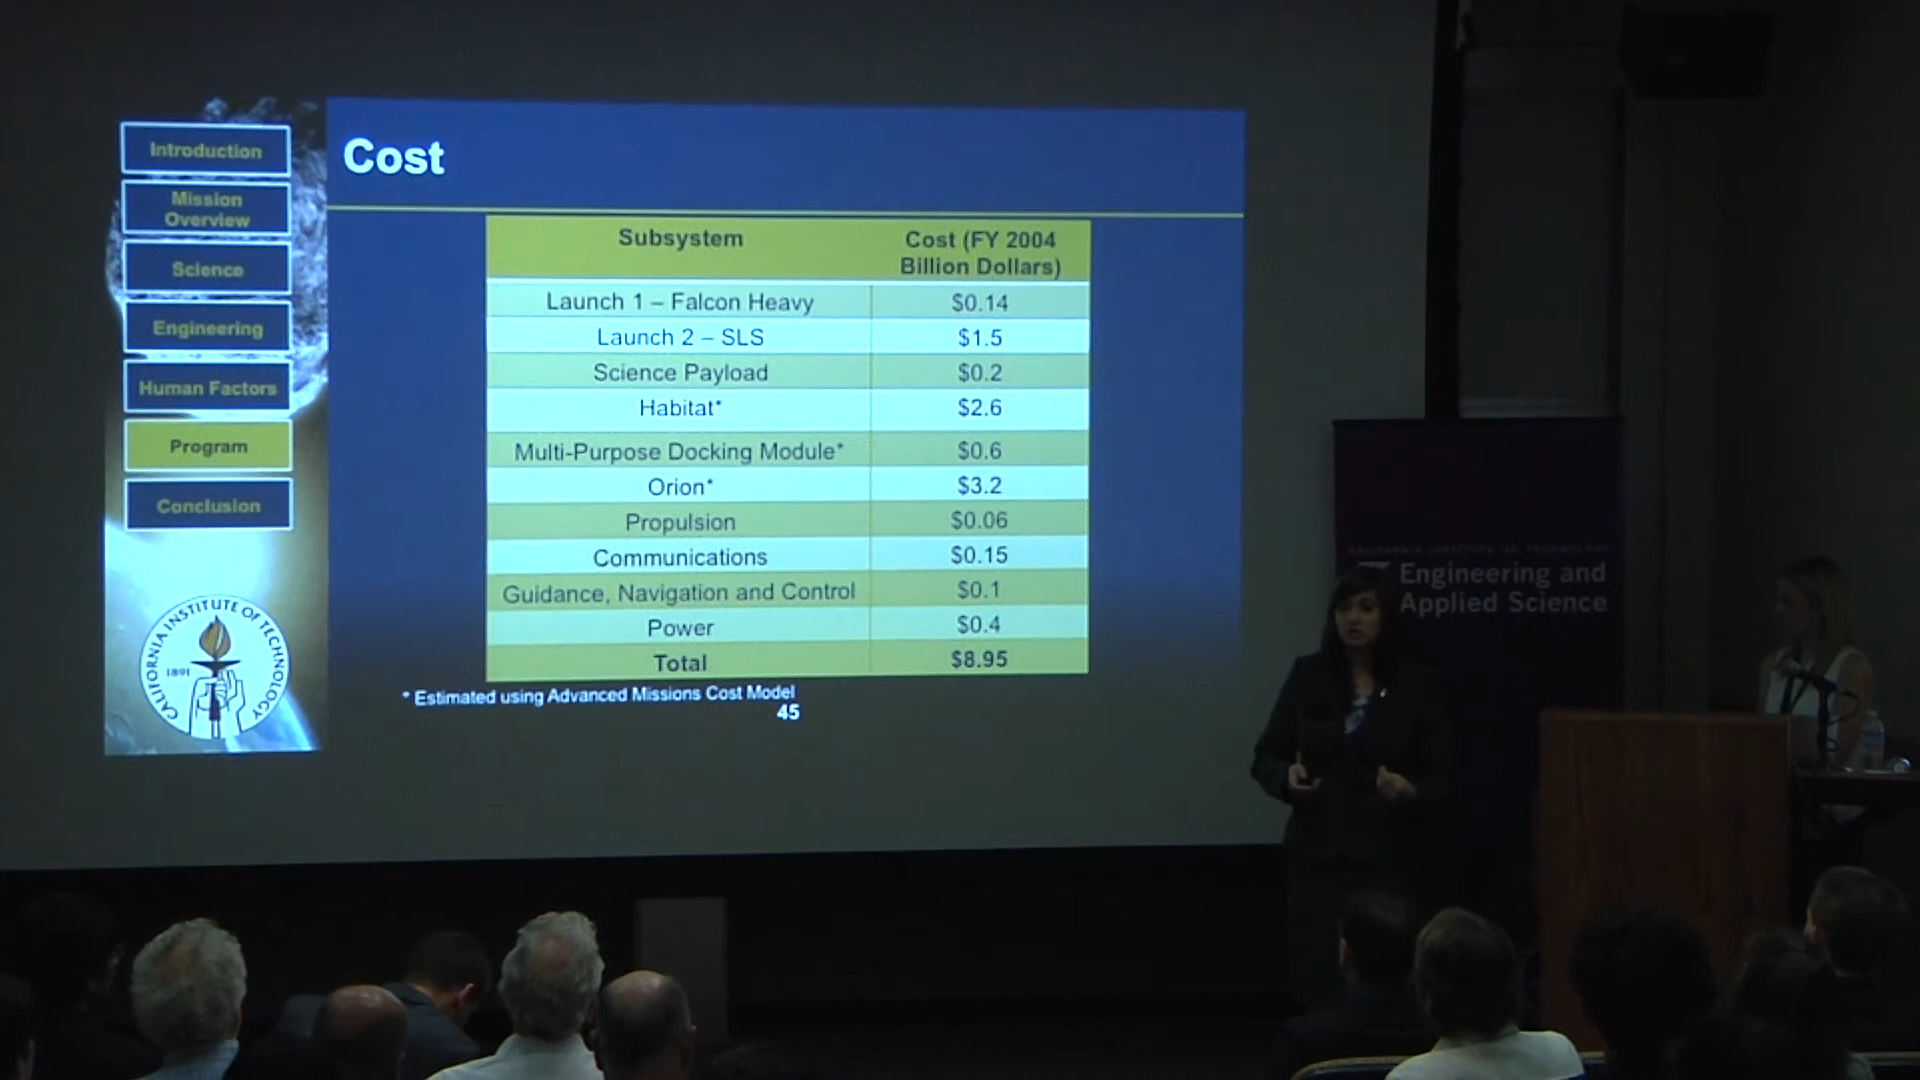 Introduction
Mission
Overview
Science
Engineering
Human Factors
Program
Conclusion
CALIFORNIA INSTITUTE OF TECHNOLOGY
1891
Cost
Subsystem Cost (FY 2004
Billion Dollars)
Launch 1 – Falcon Heavy $0.14
Launch 2 – SLS $1.5
Science Payload $0.2
Habitat* $2.6
Multi-Purpose Docking Module* $0.6
Orion* $3.2
Propulsion $0.06
Communications $0.15
Guidance, Navigation and Control $0.1
Power $0.4
Total $8.95
* Estimated using Advanced Missions Cost Model
45
CALIFORNIA INSTITUTE OF TECHNOLOGY
Engineering and
Applied Science